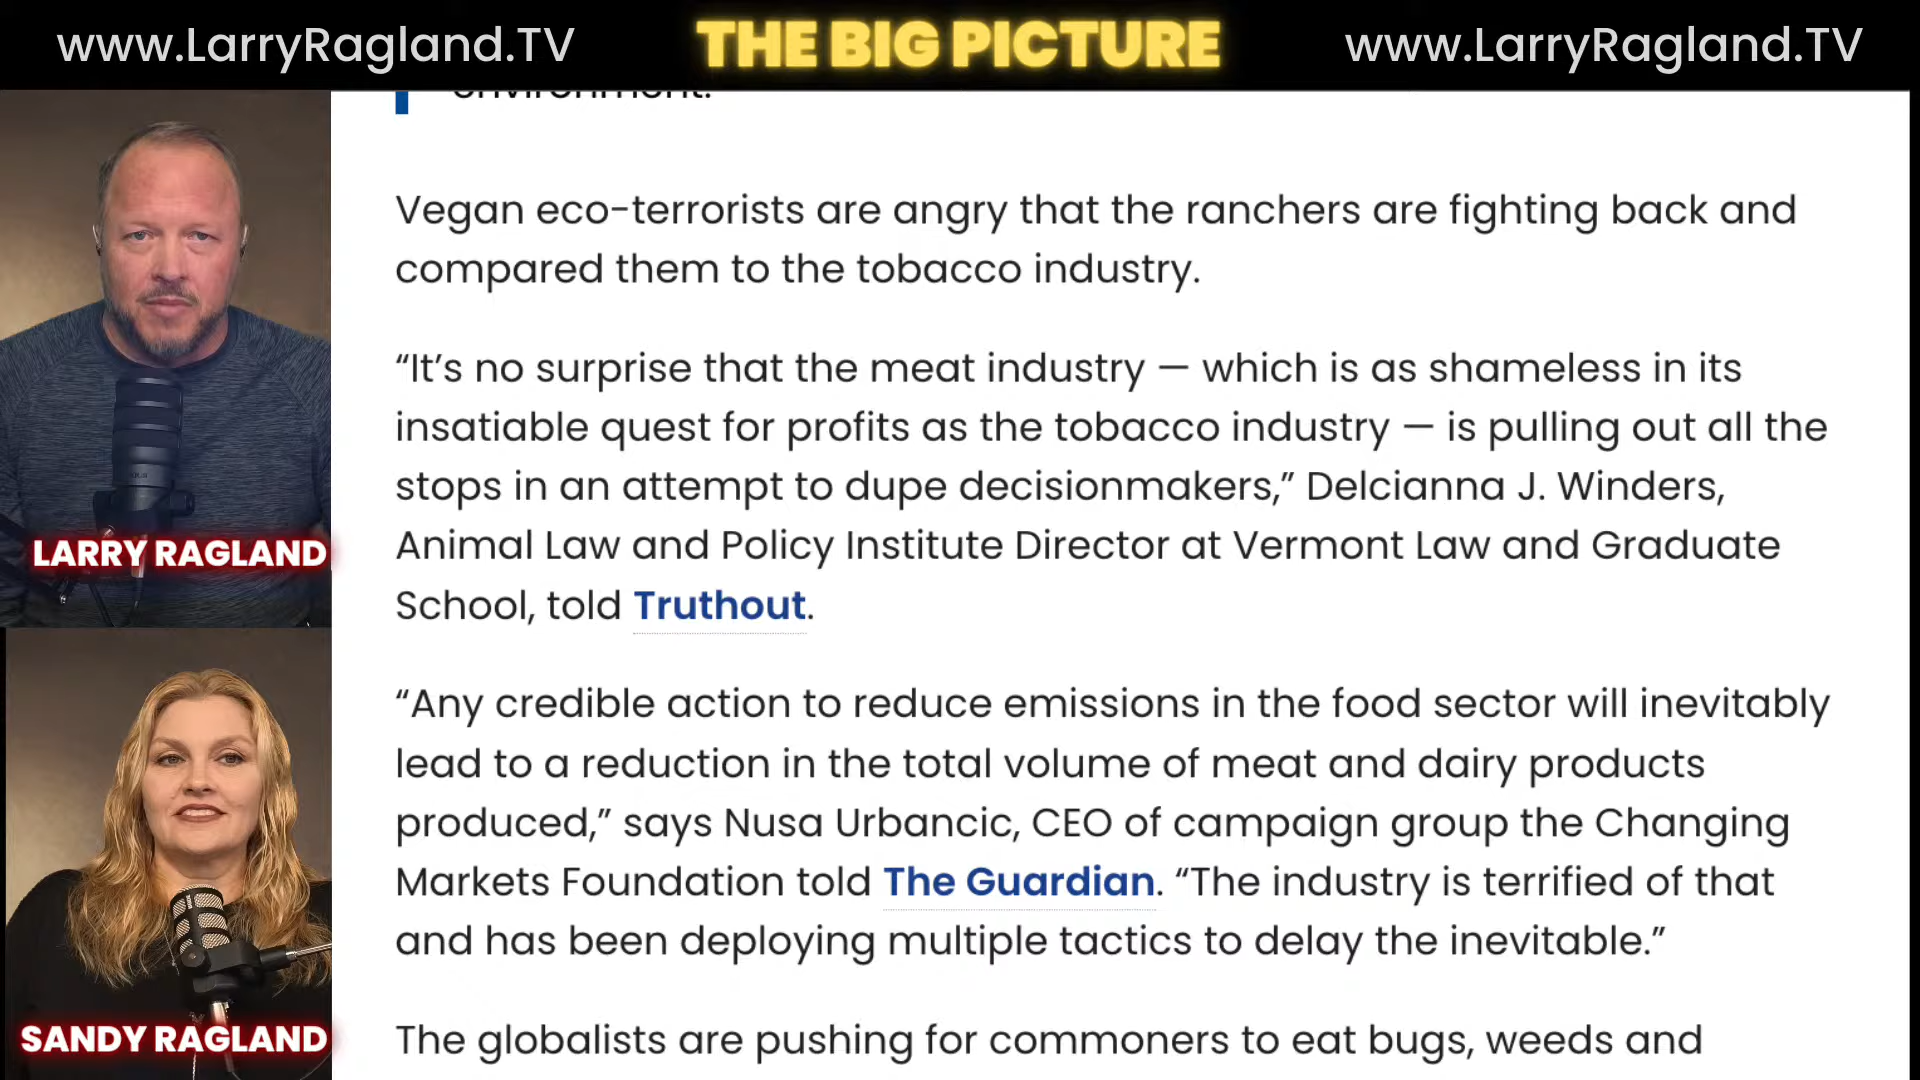 www.LarryRagland.TV
THE BIG PICTURE
www.LarryRagland.TV
environment.
Vegan eco-terrorists are angry that the ranchers are fighting back and
compared them to the tobacco industry.
“It’s no surprise that the meat industry — which is as shameless in its
insatiable quest for profits as the tobacco industry — is pulling out all the
stops in an attempt to dupe decisionmakers,” Delcianna J. Winders,
Animal Law and Policy Institute Director at Vermont Law and Graduate
School, told Truthout.
“Any credible action to reduce emissions in the food sector will inevitably
lead to a reduction in the total volume of meat and dairy products
produced,” says Nusa Urbancic, CEO of campaign group the Changing
Markets Foundation told The Guardian. “The industry is terrified of that
and has been deploying multiple tactics to delay the inevitable.”
The globalists are pushing for commoners to eat bugs, weeds and
LARRY RAGLAND
SANDY RAGLAND